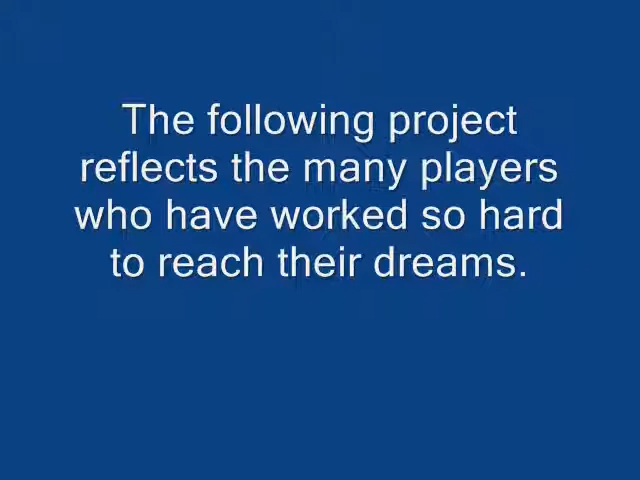 The following project
reflects the many players
who have worked so hard
to reach their dreams.